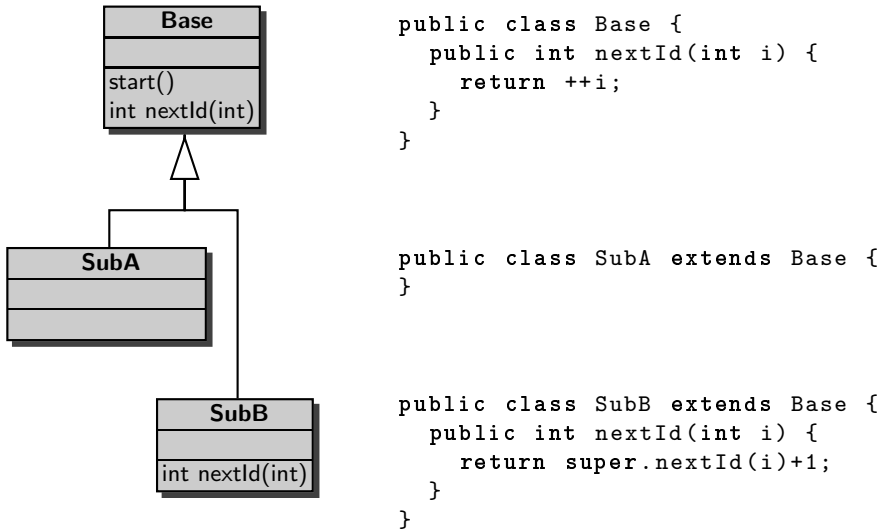 Base
start()
int nextId(int)
SubA
SubB
int nextId(int)
public class Base {
  public int nextId(int i) {
    return ++i;
  }
}
public class SubA extends Base {
}
public class SubB extends Base {
  public int nextId(int i) {
    return super.nextId(i)+1;
  }
}